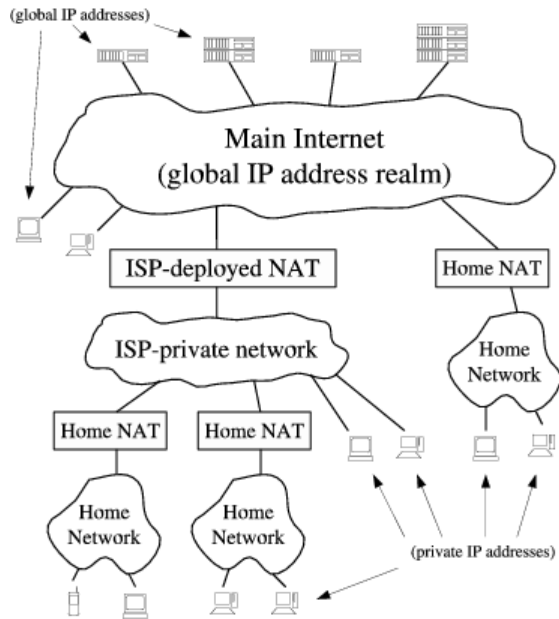 (global IP addresses)
Main Internet
(global IP address realm)
ISP-deployed NAT
Home NAT
ISP-private network
Home
Network
Home NAT
Home NAT
Home
Network
Home
Network
(private IP addresses)